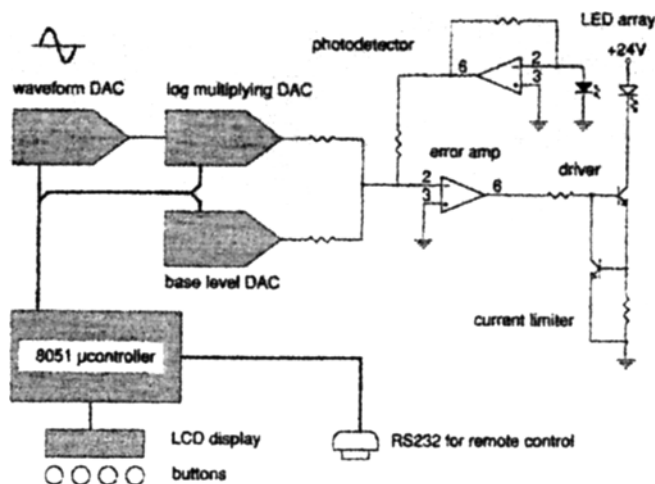 LED array
+24V
photodetector
2
6
3
waveform DAC
log multiplying DAC
error amp
2
6
3
driver
base level DAC
current limiter
8051 µcontroller
LCD display
RS232 for remote control
buttons